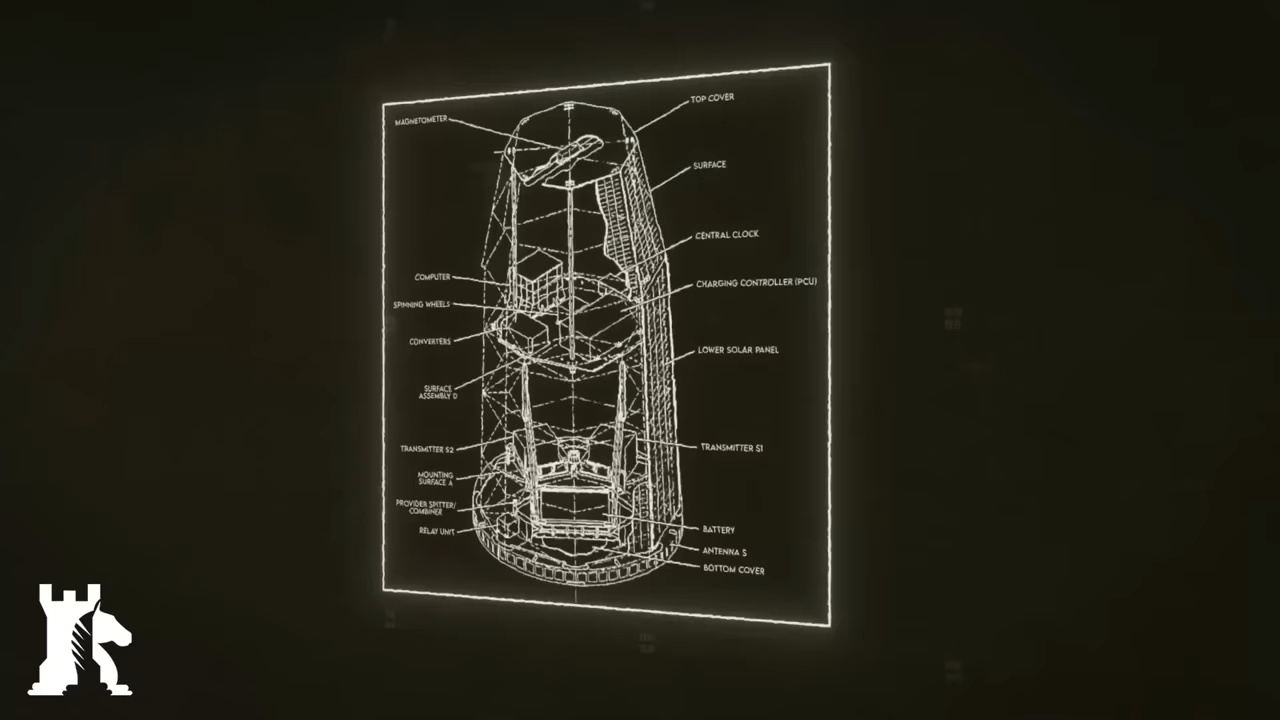 TOP COVER
MAGNETOMETER
SURFACE
CENTRAL CLOCK
COMPUTER
CHARGING CONTROLLER (PCU)
SPINNING WHEELS
CONVERTERS
LOWER SOLAR PANEL
SURFACE
ASSEMBLY D
TRANSMITTER S2
TRANSMITTER S1
MOUNTING
SURFACE A
PROVIDER SPITTER/
COMBINER
RELAY UNIT
BATTERY
ANTENNA S
BOTTOM COVER